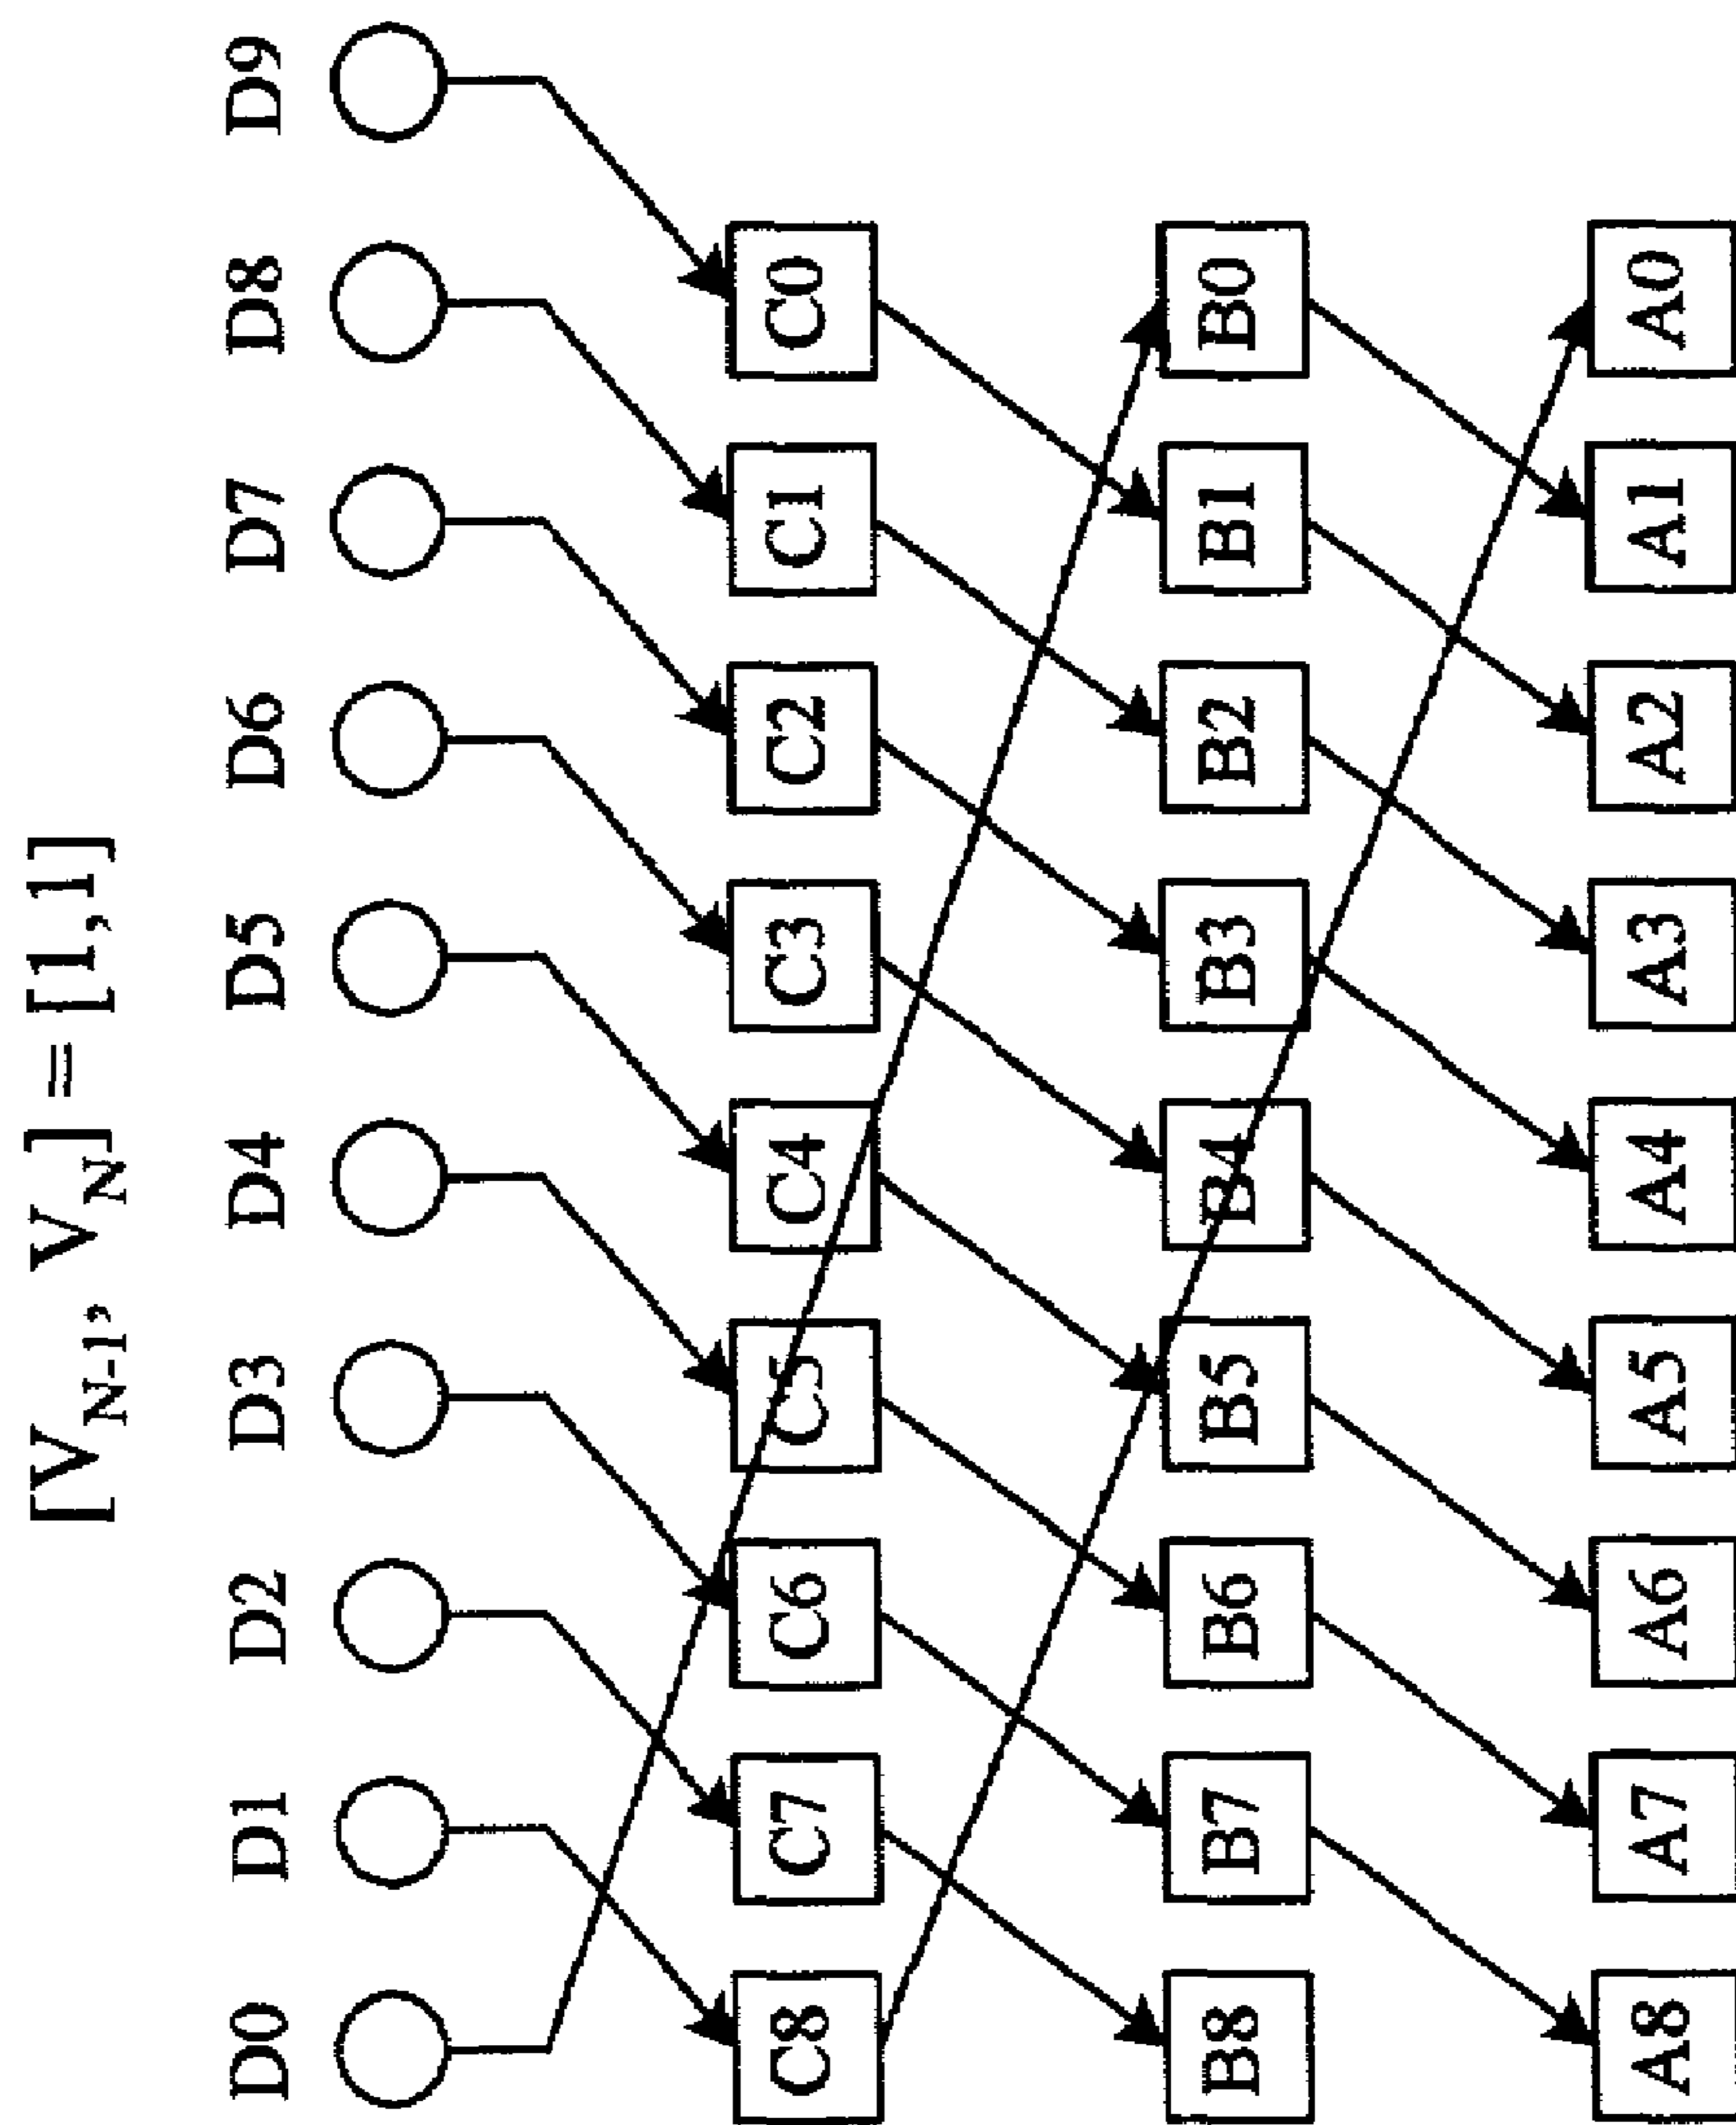 [V_{N-1}, V_N] = [1,1]
D0 D1 D2 D3 D4 D5 D6 D7 D8 D9
C8 C7 C6 C5 C4 C3 C2 C1 C0
B8 B7 B6 B5 B4 B3 B2 B1 B0
A8 A7 A6 A5 A4 A3 A2 A1 A0